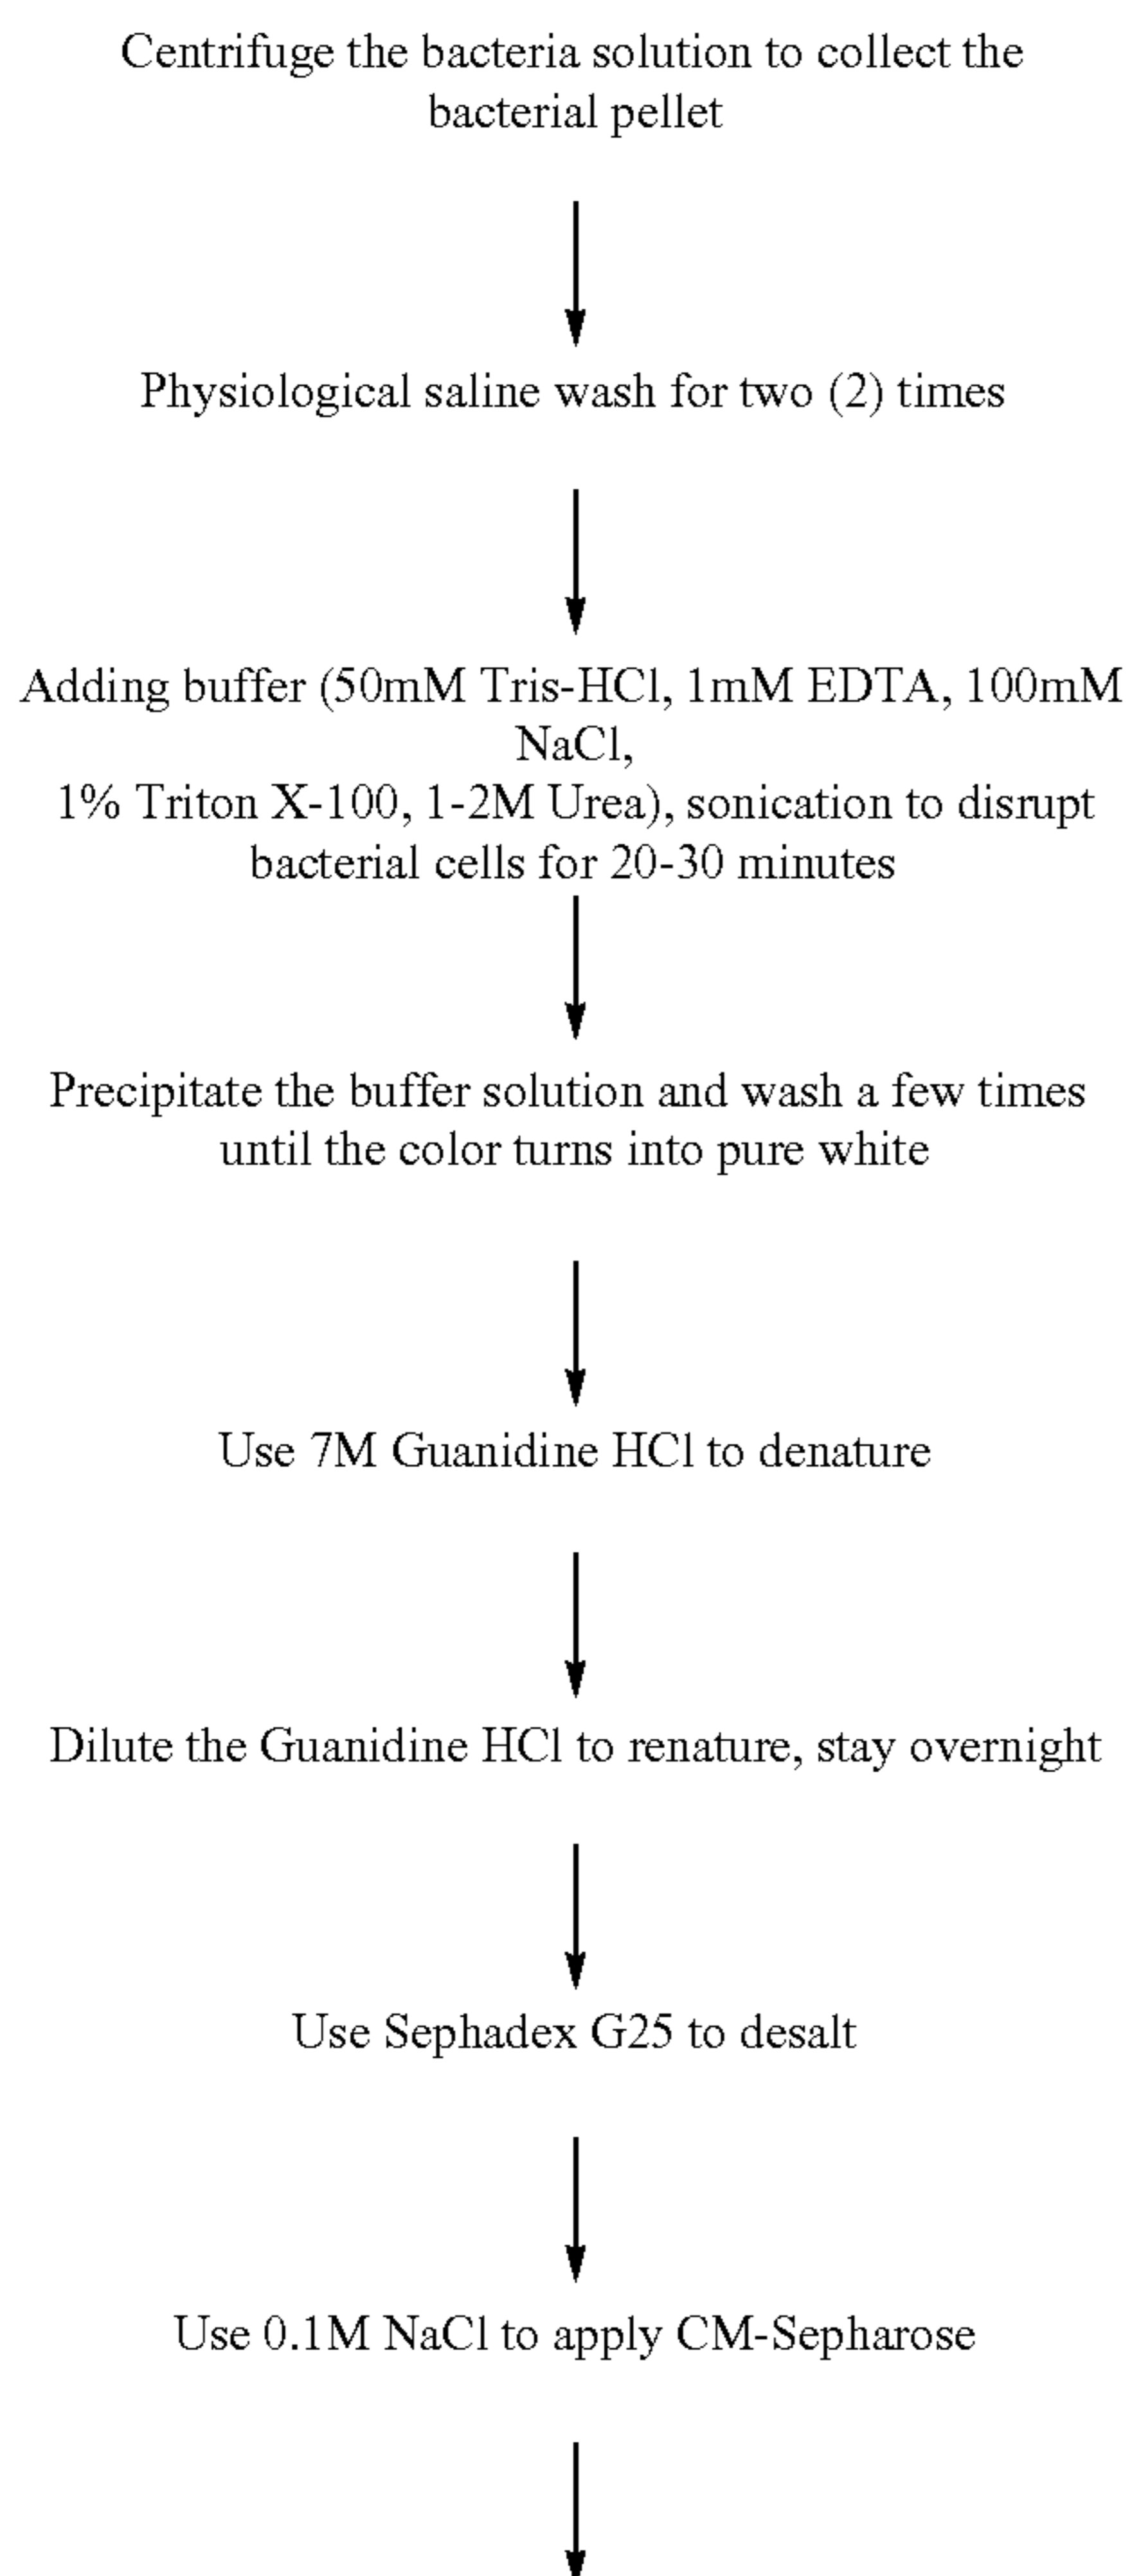 Centrifuge the bacteria solution to collect the
bacterial pellet
Physiological saline wash for two (2) times
Adding buffer (50mM Tris-HCl, 1mM EDTA, 100mM
NaCl,
1% Triton X-100, 1-2M Urea), sonication to disrupt
bacterial cells for 20-30 minutes
Precipitate the buffer solution and wash a few times
until the color turns into pure white
Use 7M Guanidine HCl to denature
Dilute the Guanidine HCl to renature, stay overnight
Use Sephadex G25 to desalt
Use 0.1M NaCl to apply CM-Sepharose